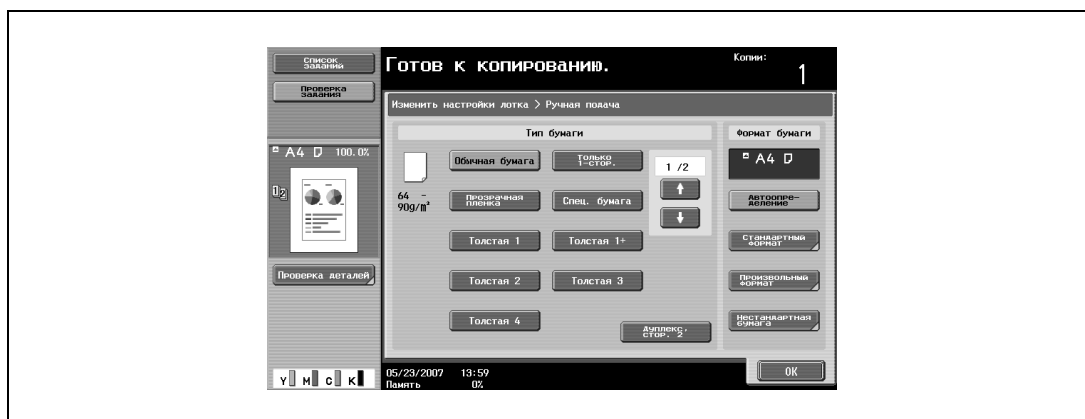 Список
задания
Проверка
задания
Готов к копированию.
Копии:
1
Изменить настройки лотка > Ручная подача
Тип бумаги
Формат бумаги
A4
100.0%
64 -
90g/m²
Обычная бумага
Только
1-стор.
1 /2
A4
Прозрачная
пленка
Спец. бумага
Автоопре-
деление
Толстая 1
Толстая 1+
Стандартный
формат
Проверка деталей
Толстая 2
Толстая 3
Произвольный
формат
Толстая 4
Дуплекс,
стор. 2
Нестандартная
бумага
OK
Y M C K
05/23/2007 13:59
Память 0%